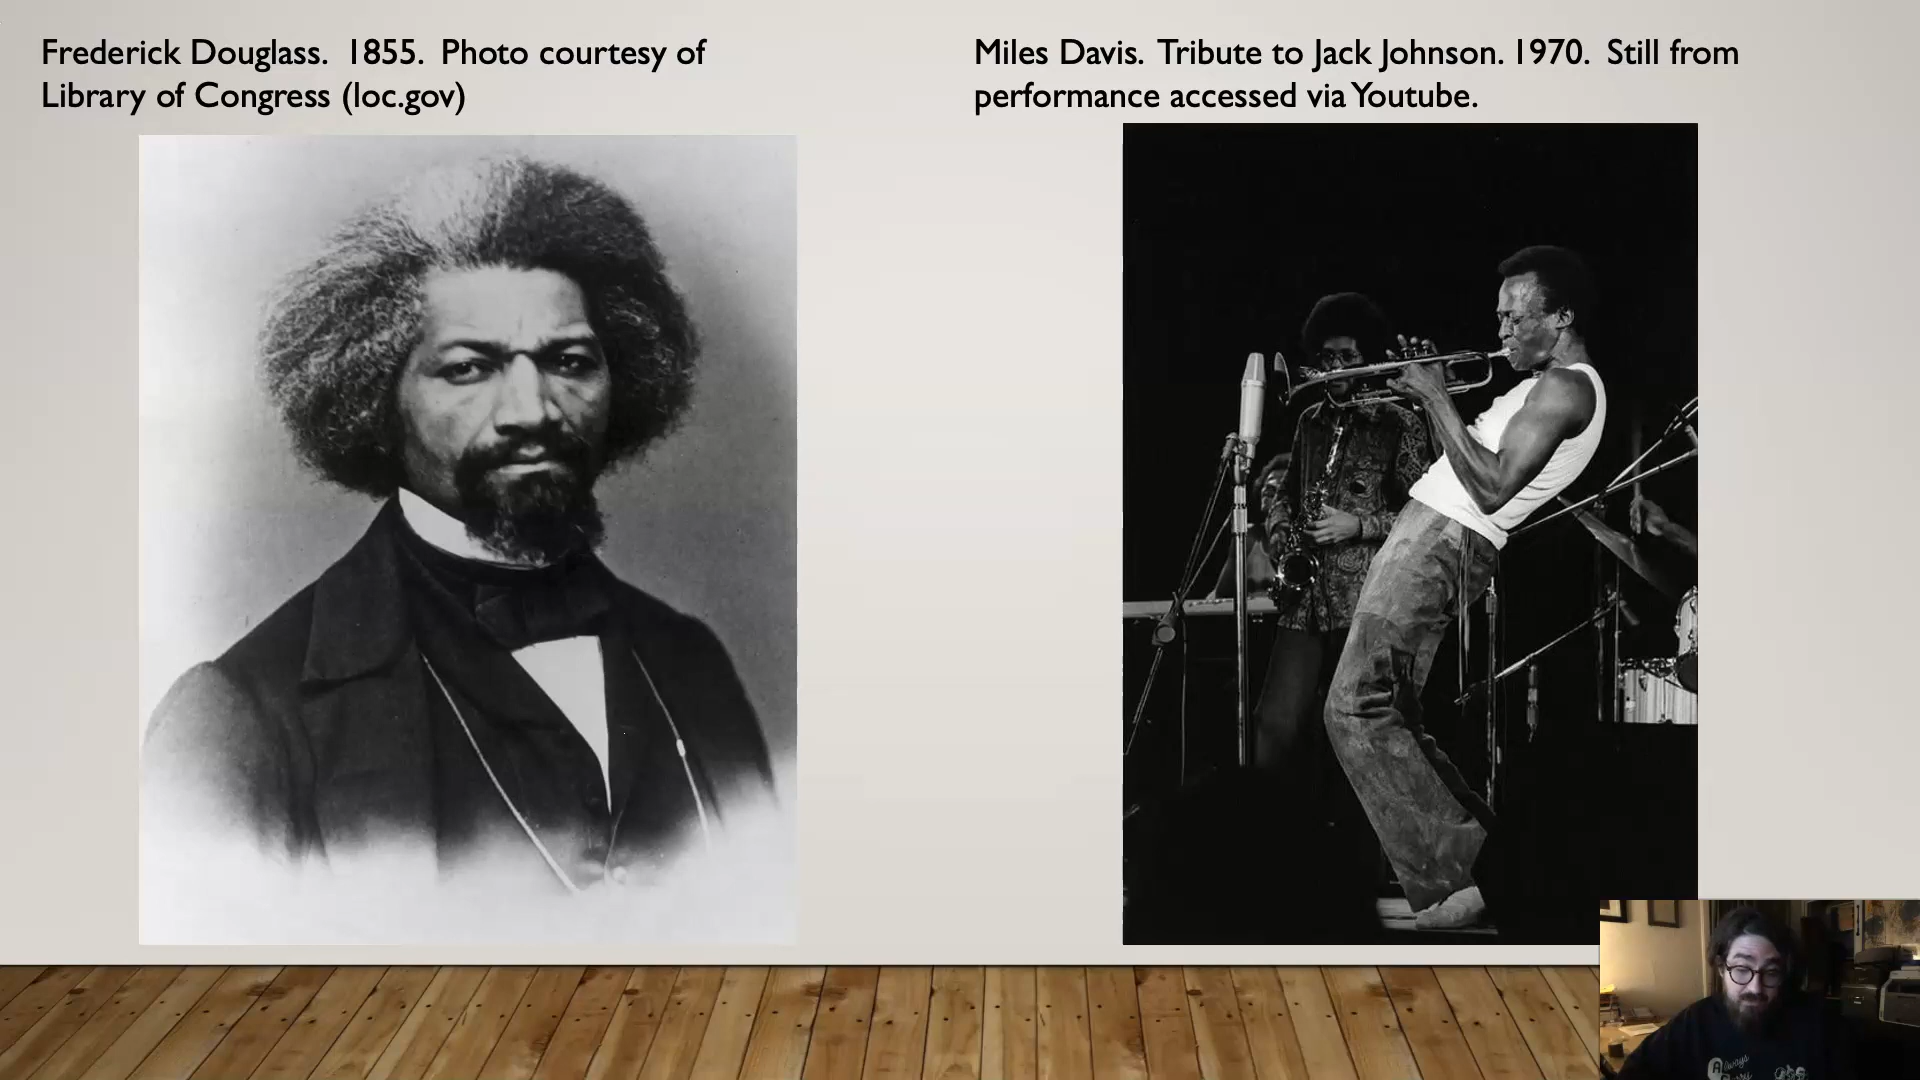 Frederick Douglass. 1855. Photo courtesy of
Library of Congress (loc.gov)
Miles Davis. Tribute to Jack Johnson. 1970. Still from
performance accessed via Youtube.
Always